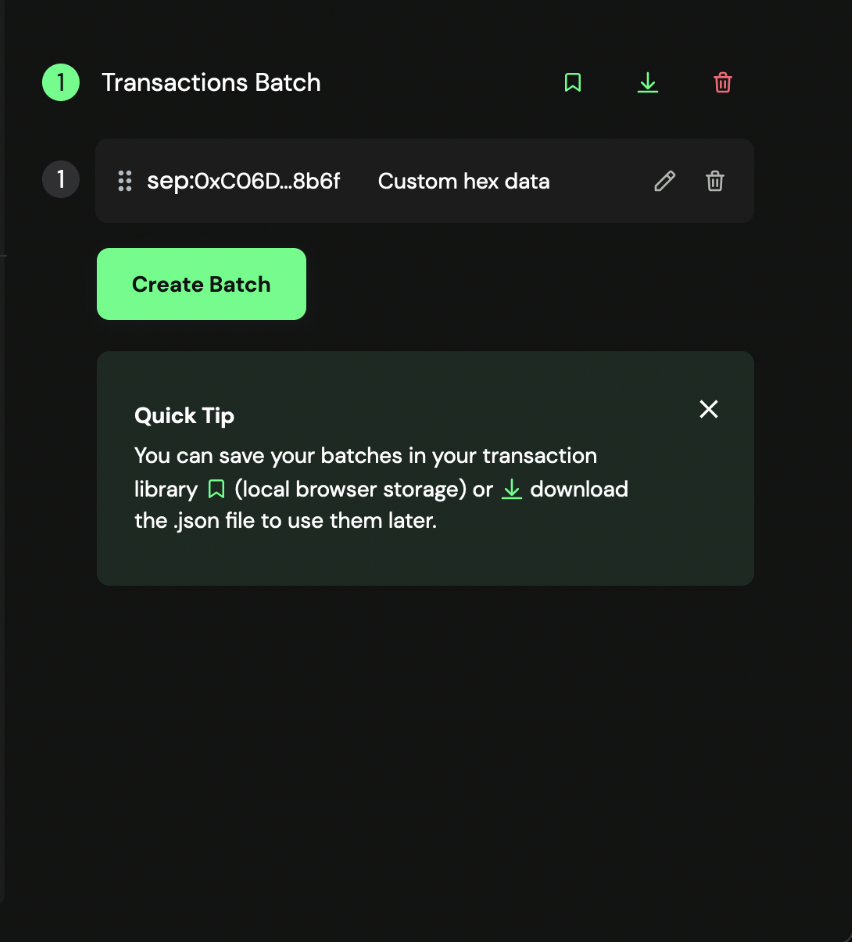 1 Transactions Batch
1 sep:0xC06D...8b6f Custom hex data
Create Batch
Quick Tip
You can save your batches in your transaction
library (local browser storage) or download
the .json file to use them later.